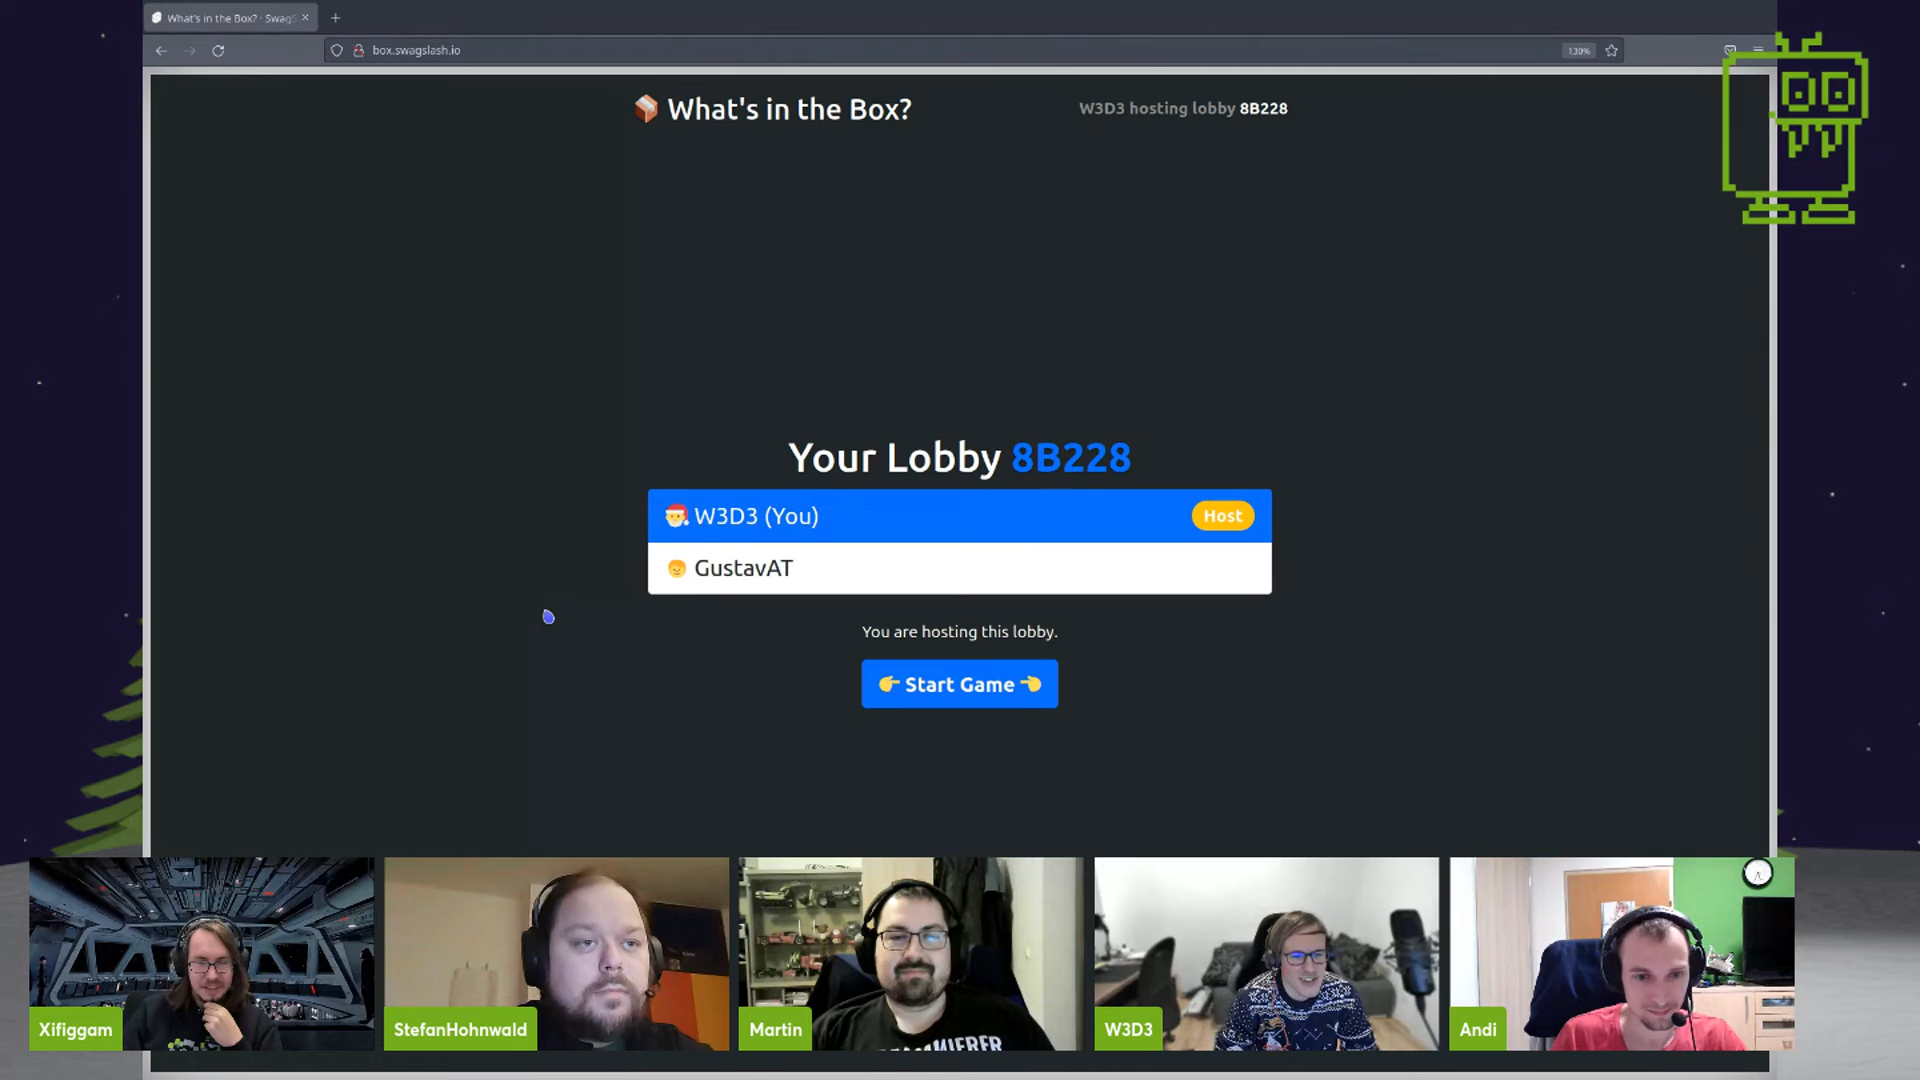 What's in the Box? · Swag
box.swagslash.io
130%
What's in the Box?
W3D3 hosting lobby 8B228
Your Lobby 8B228
W3D3 (You)
Host
GustavAT
You are hosting this lobby.
Start Game
Xifiggam
StefanHohnwald
Martin
W3D3
Andi